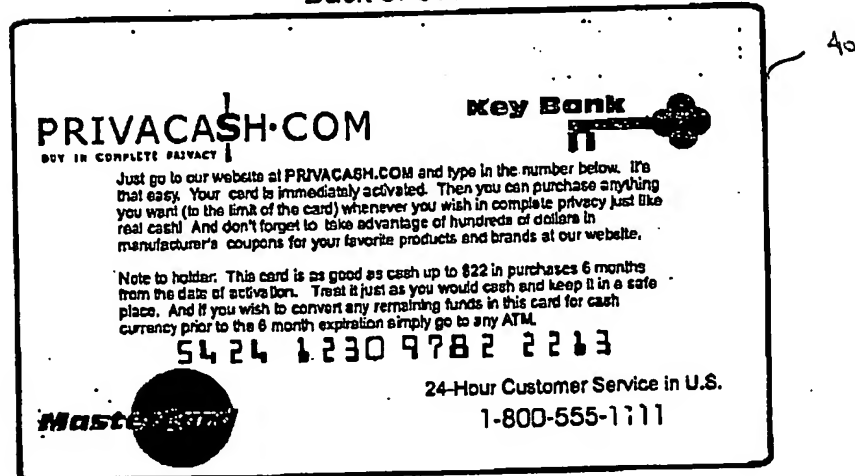 40
PRIVACASH·COM
BUY IN COMPLETE PRIVACY
Key Bank
Just go to our website at PRIVACASH.COM and type in the number below. It's
that easy. Your card is immediately activated. Then you can purchase anything
you want (to the limit of the card) whenever you wish in complete privacy just like
real cash! And don't forget to take advantage of hundreds of dollars in
manufacturer's coupons for your favorite products and brands at our website.
Note to holder. This card is as good as cash up to $22 in purchases 6 months
from the date of activation. Treat it just as you would cash and keep it in a safe
place. And if you wish to convert any remaining funds in this card for cash
currency prior to the 6 month expiration simply go to any ATM.
5424 1230 9782 2213
24-Hour Customer Service in U.S.
MasterCard
1-800-555-1111